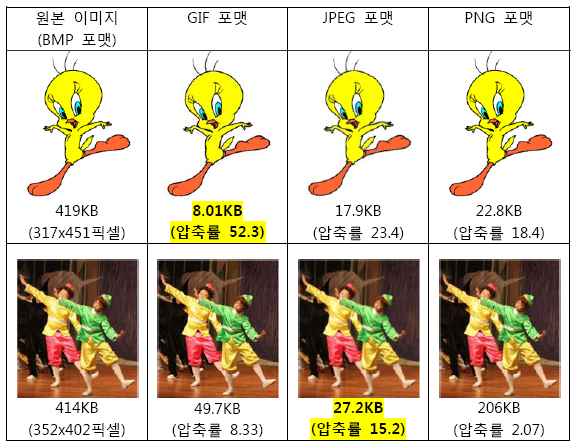 원본 이미지
(BMP 포맷)
GIF 포맷
JPEG 포맷
PNG 포맷
419KB
(317x451픽셀)
8.01KB
(압축률 52.3)
17.9KB
(압축률 23.4)
22.8KB
(압축률 18.4)
414KB
(352x402픽셀)
49.7KB
(압축률 8.33)
27.2KB
(압축률 15.2)
206KB
(압축률 2.07)